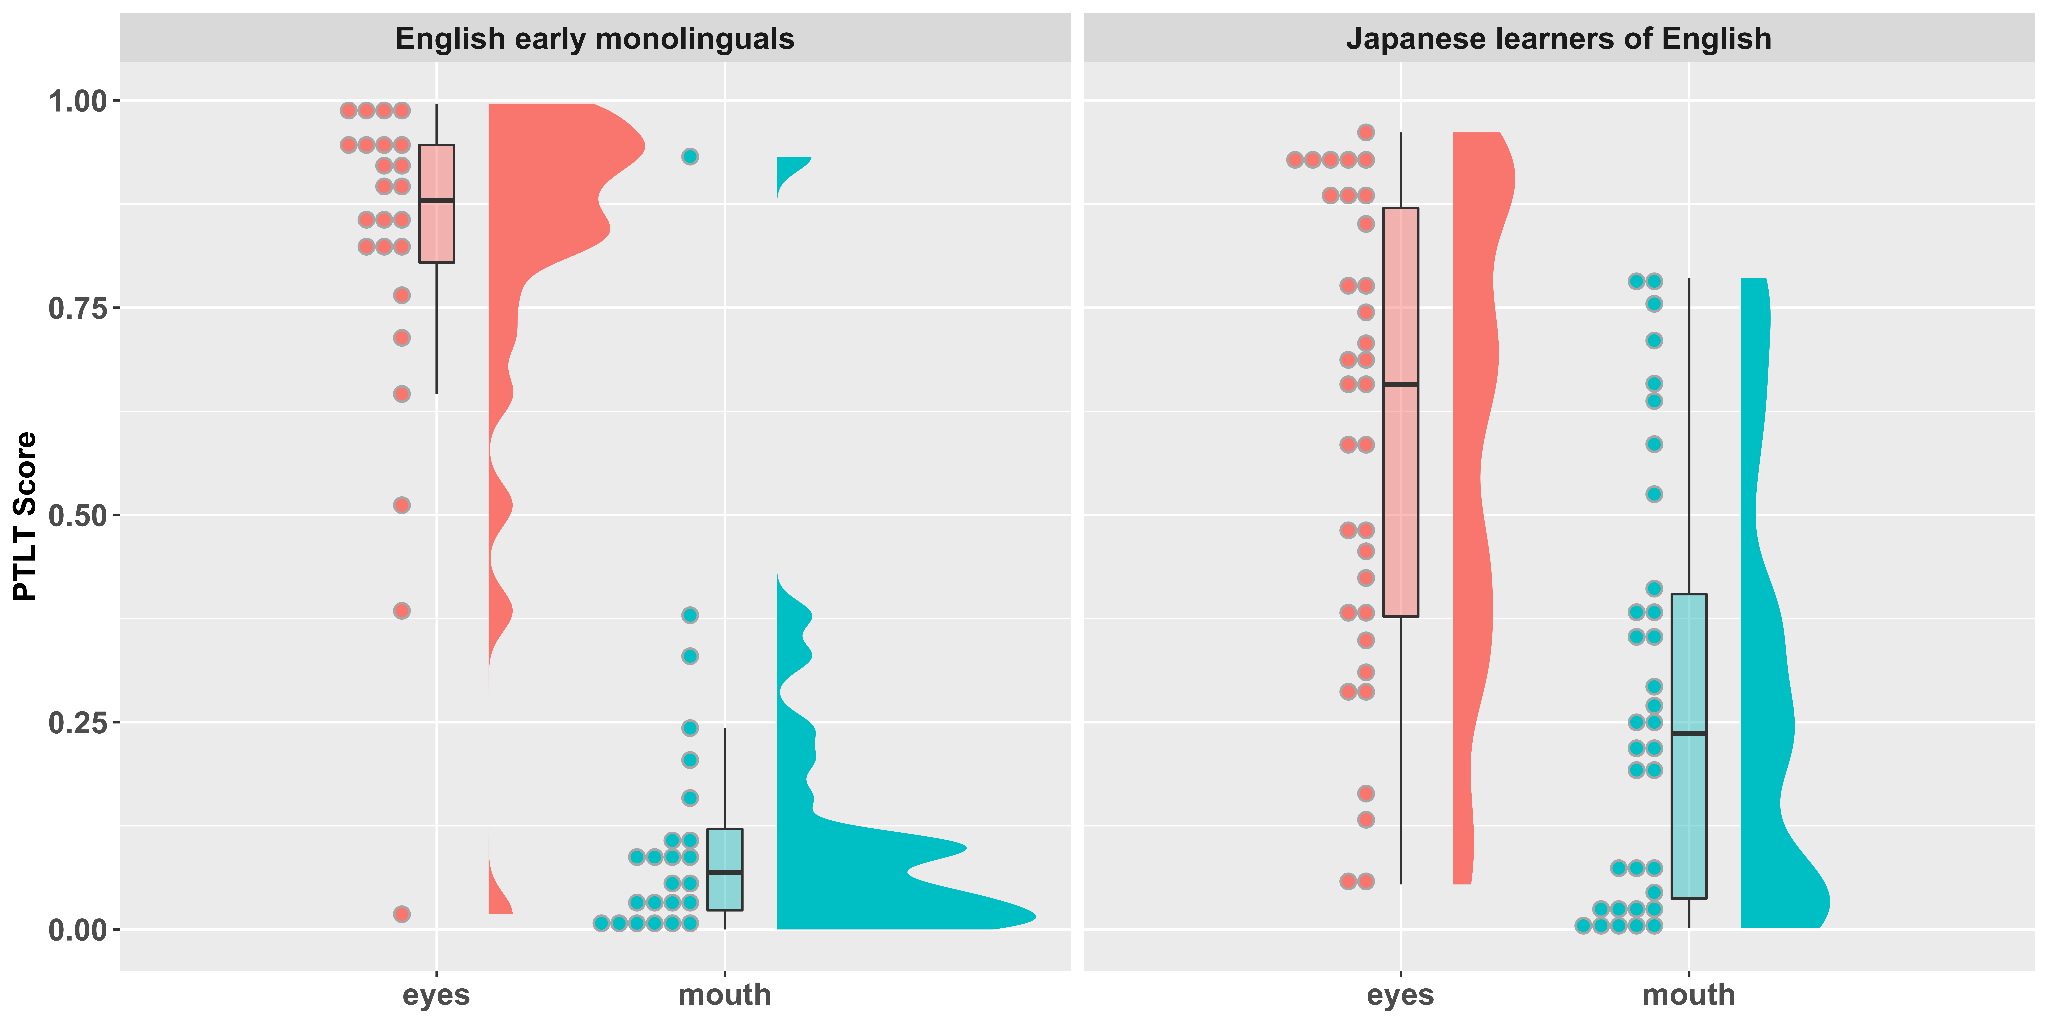 English early monolinguals
Japanese learners of English
PTLT Score
1.00
0.75
0.50
0.25
0.00
eyes
mouth
eyes
mouth